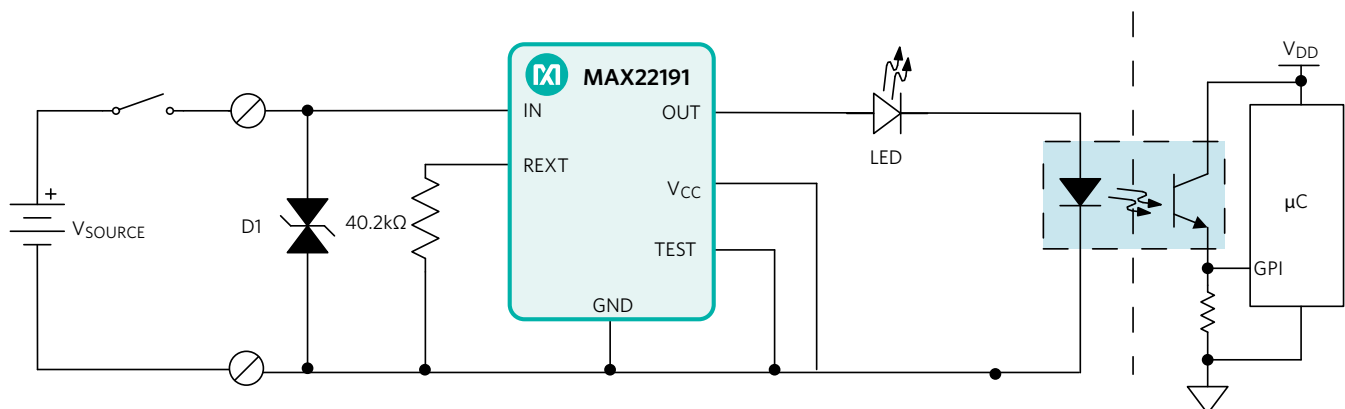 MAX22191
IN
OUT
REXT
VCC
TEST
GND
+
VSOURCE
D1
40.2kΩ
LED
VDD
µC
GPI